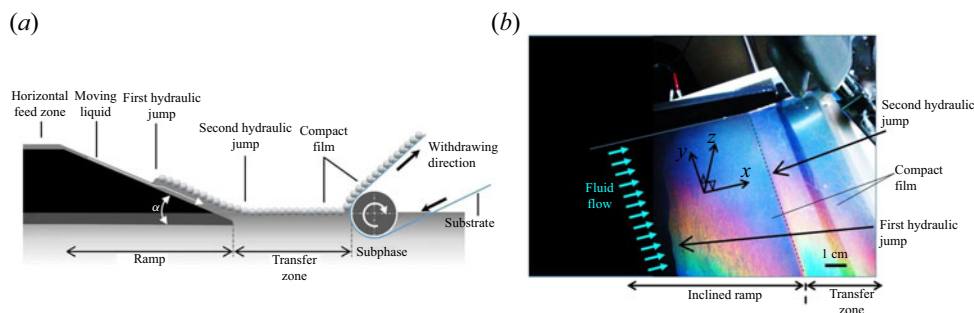 (a)
Horizontal
feed zone
Moving
liquid
First hydraulic
jump
Second hydraulic
jump
Compact
film
Withdrawing
direction
α
Substrate
Ramp
Transfer
zone
Subphase
(b)
Second hydraulic
jump
y
z
x
Fluid
flow
Compact
film
First hydraulic
jump
1 cm
Inclined ramp
Transfer
zone